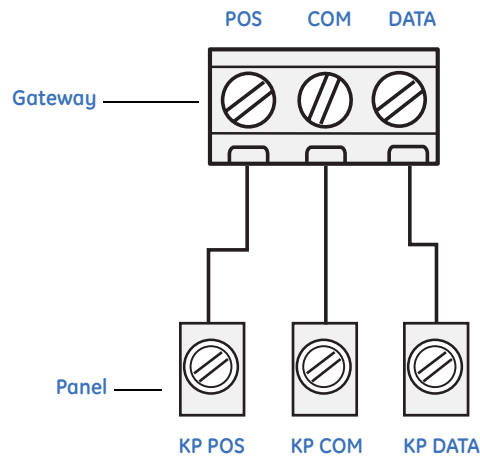 POS COM DATA
Gateway
Panel
KP POS KP COM KP DATA